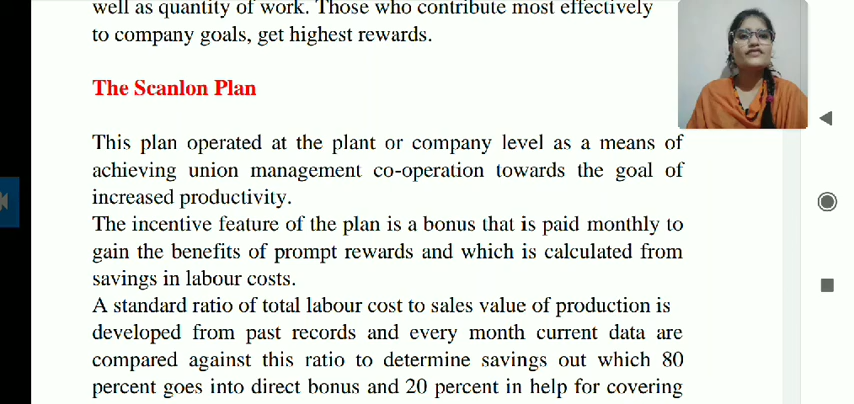 well as quantity of work. Those who contribute most effectively
to company goals, get highest rewards.
The Scanlon Plan
This plan operated at the plant or company level as a means of
achieving union management co-operation towards the goal of
increased productivity.
The incentive feature of the plan is a bonus that is paid monthly to
gain the benefits of prompt rewards and which is calculated from
savings in labour costs.
A standard ratio of total labour cost to sales value of production is
developed from past records and every month current data are
compared against this ratio to determine savings out which 80
percent goes into direct bonus and 20 percent in help for covering